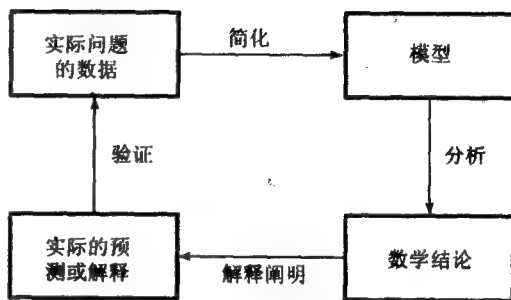 实际问题
的数据
简化
模型
验证
分析
实际的预
测或解释
解释阐明
数学结论